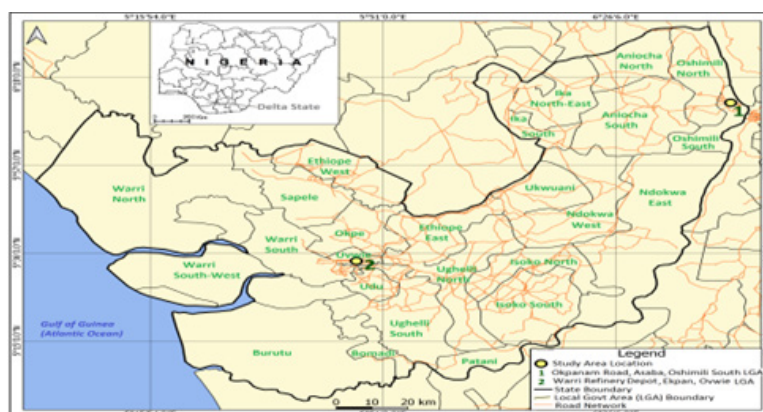 5°15'54"E
5°51'0"E
6°26'6"E
NIGERIA
Delta State
Aniocha
North
Oshimili
North
Ika
North-East
1
Ika
South
Aniocha
South
Oshimili
South
Ethiope
West
Warri
North
Sapele
Ukwuani
Ndokwa
East
Okpe
Ethiope
East
Ndokwa
West
Warri
South
Uvwie
2
Warri
South-West
Ughelli
North
Isoko North
Udu
Isoko South
Gulf of Guinea
(Atlantic Ocean)
Ughelli
South
Burutu
Bomadi
Patani
0 10 20 km
Legend
Study Area Location
1 Okpanam Road, Asaba, Oshimili South LGA
2 Warri Refinery Depot, Ekpan, Ovwie LGA
State Boundary
Local Govt Area (LGA) Boundary
Road Network